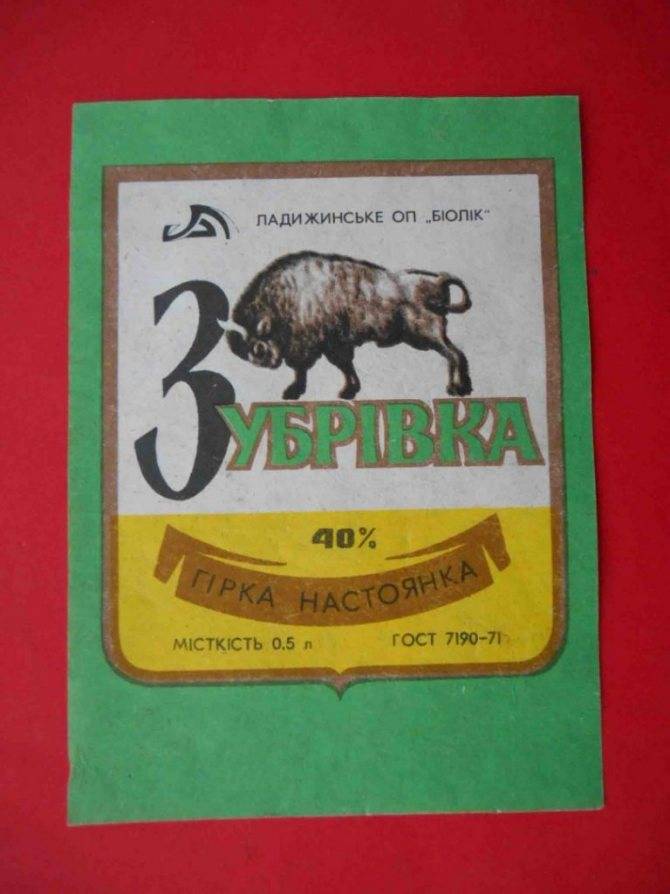 ЛАДИЖИНСЬКЕ ОП „БІОЛІК"
ЗУБРІВКА
40%
ГІРКА НАСТОЯНКА
МІСТКІСТЬ 0.5 л ГОСТ 7190-71